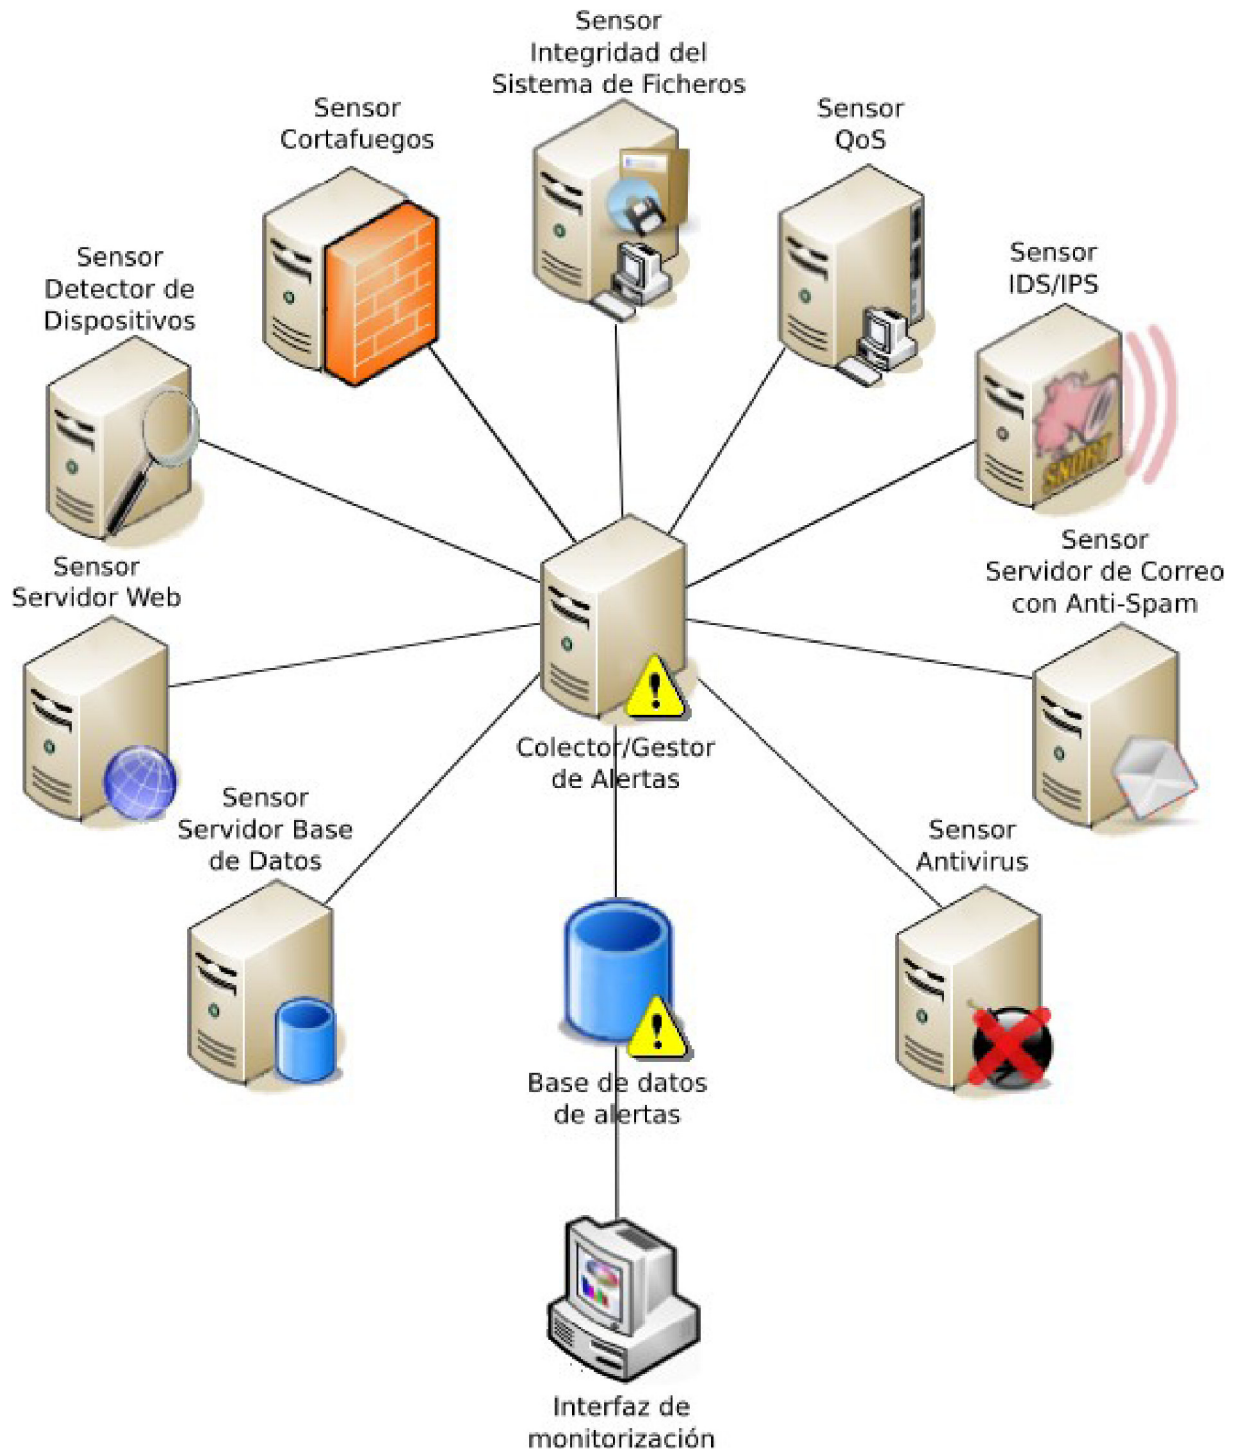 Sensor
Integridad del
Sistema de Ficheros
Sensor
Cortafuegos
Sensor
QoS
Sensor
Detector de
Dispositivos
Sensor
IDS/IPS
SNORT
Sensor
Servidor Web
Sensor
Servidor de Correo
con Anti-Spam
Colector/Gestor
de Alertas
Sensor
Servidor Base
de Datos
Sensor
Antivirus
Base de datos
de alertas
Interfaz de
monitorización